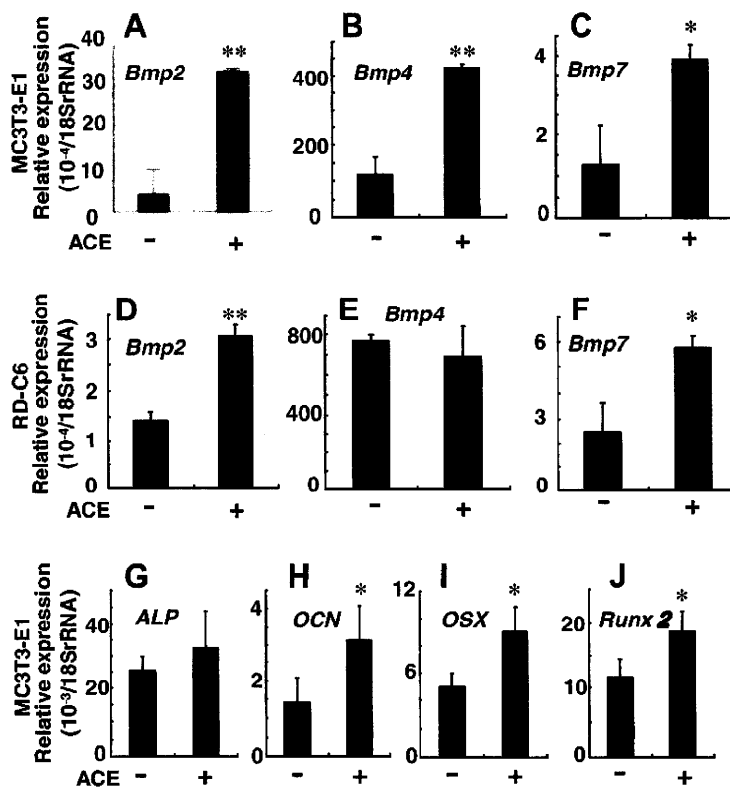 A
B
C
MC3T3-E1
Relative expression
(10⁻⁴/18SrRNA)
40
30
20
10
0
Bmp2
**
400
200
0
Bmp4
**
4
2
0
Bmp7
*
ACE - + - + - +
D
E
F
RD-C6
Relative expression
(10⁻⁴/18SrRNA)
3
2
1
0
Bmp2
**
800
400
0
Bmp4
6
3
0
Bmp7
*
ACE - + - + - +
G
H
I
J
MC3T3-E1
Relative expression
(10⁻³/18SrRNA)
40
20
0
ALP
4
2
0
OCN
*
12
6
0
OSX
*
20
10
0
Runx 2
*
ACE - + - + - + - +